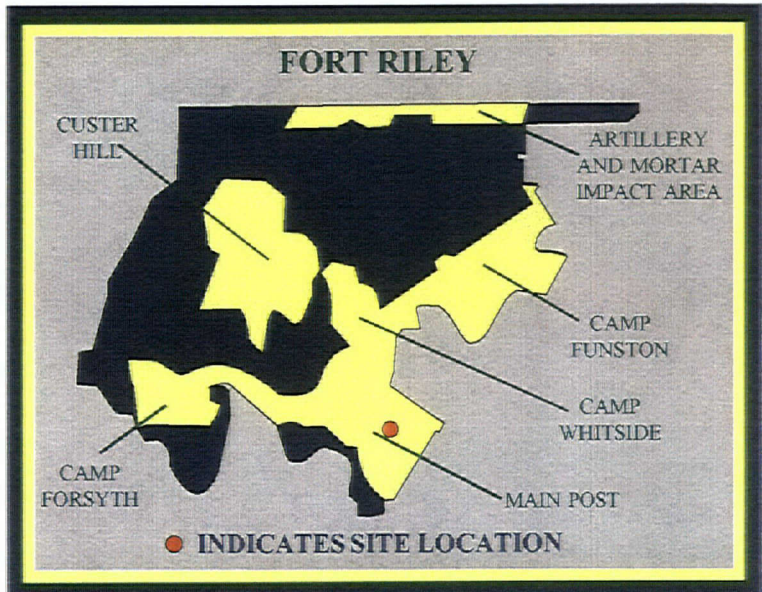 FORT RILEY
CUSTER
HILL
ARTILLERY
AND MORTAR
IMPACT AREA
CAMP
FUNSTON
CAMP
WHITSIDE
CAMP
FORSYTH
MAIN POST
INDICATES SITE LOCATION